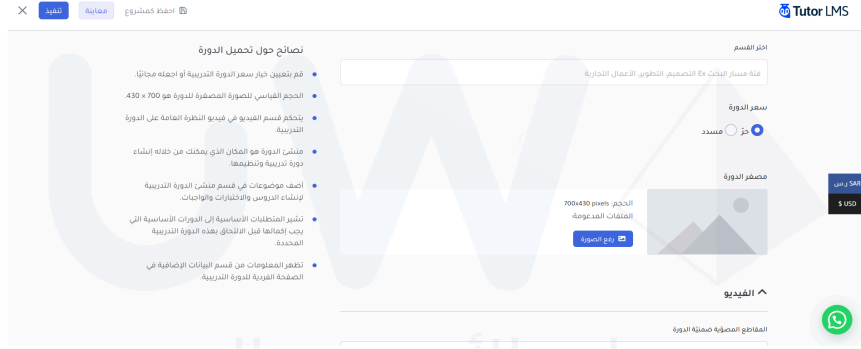 Tutor LMS
احفظ كمشروع
معاينة
تنفيذ
اختر القسم
فئة مسار البحث Ex التصميم، التطوير، الأعمال التجارية
سعر الدورة
حرّ
مسدد
مصغر الدورة
الحجم: 700x430 pixels
الملفات المدعومة:
رفع الصورة
الفيديو
المقاطع المصوّبة ضمنيّة الدورة
نصائح حول تحميل الدورة
قم بتعيين خيار سعر الدورة التدريبية أو اجعله مجانيًا.
الحجم القياسي للصورة المصغرة للدورة هو 700 × 430.
يتحكم قسم الفيديو في فيديو النظرة العامة على الدورة
التدريبية.
منشئ الدورة هو المكان الذي يمكنك من خلاله إنشاء
دورة تدريبية وتنظيمها.
أضف موضوعات في قسم منشئ الدورة التدريبية
لإنشاء الدروس والاختبارات والواجبات.
تشير المتطلبات الأساسية إلى الدورات الأساسية التي
يجب إكمالها قبل الالتحاق بهذه الدورة التدريبية
المحددة.
تظهر المعلومات من قسم البيانات الإضافية في
الصفحة الفردية للدورة التدريبية.
SAR ر.س
$ USD